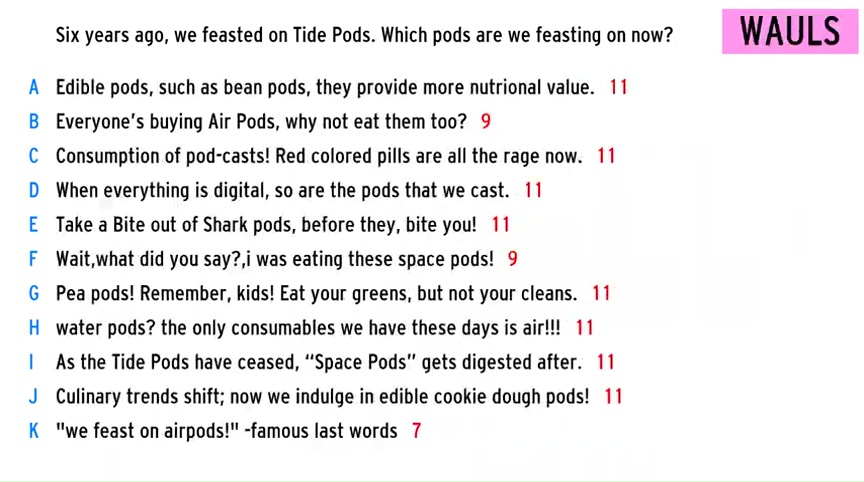 Six years ago, we feasted on Tide Pods. Which pods are we feasting on now?
WAULS
A Edible pods, such as bean pods, they provide more nutrional value. 11
B Everyone's buying Air Pods, why not eat them too? 9
C Consumption of pod-casts! Red colored pills are all the rage now. 11
D When everything is digital, so are the pods that we cast. 11
E Take a Bite out of Shark pods, before they, bite you! 11
F Wait,what did you say?,i was eating these space pods! 9
G Pea pods! Remember, kids! Eat your greens, but not your cleans. 11
H water pods? the only consumables we have these days is air!!! 11
I As the Tide Pods have ceased, “Space Pods” gets digested after. 11
J Culinary trends shift; now we indulge in edible cookie dough pods! 11
K "we feast on airpods!" -famous last words 7